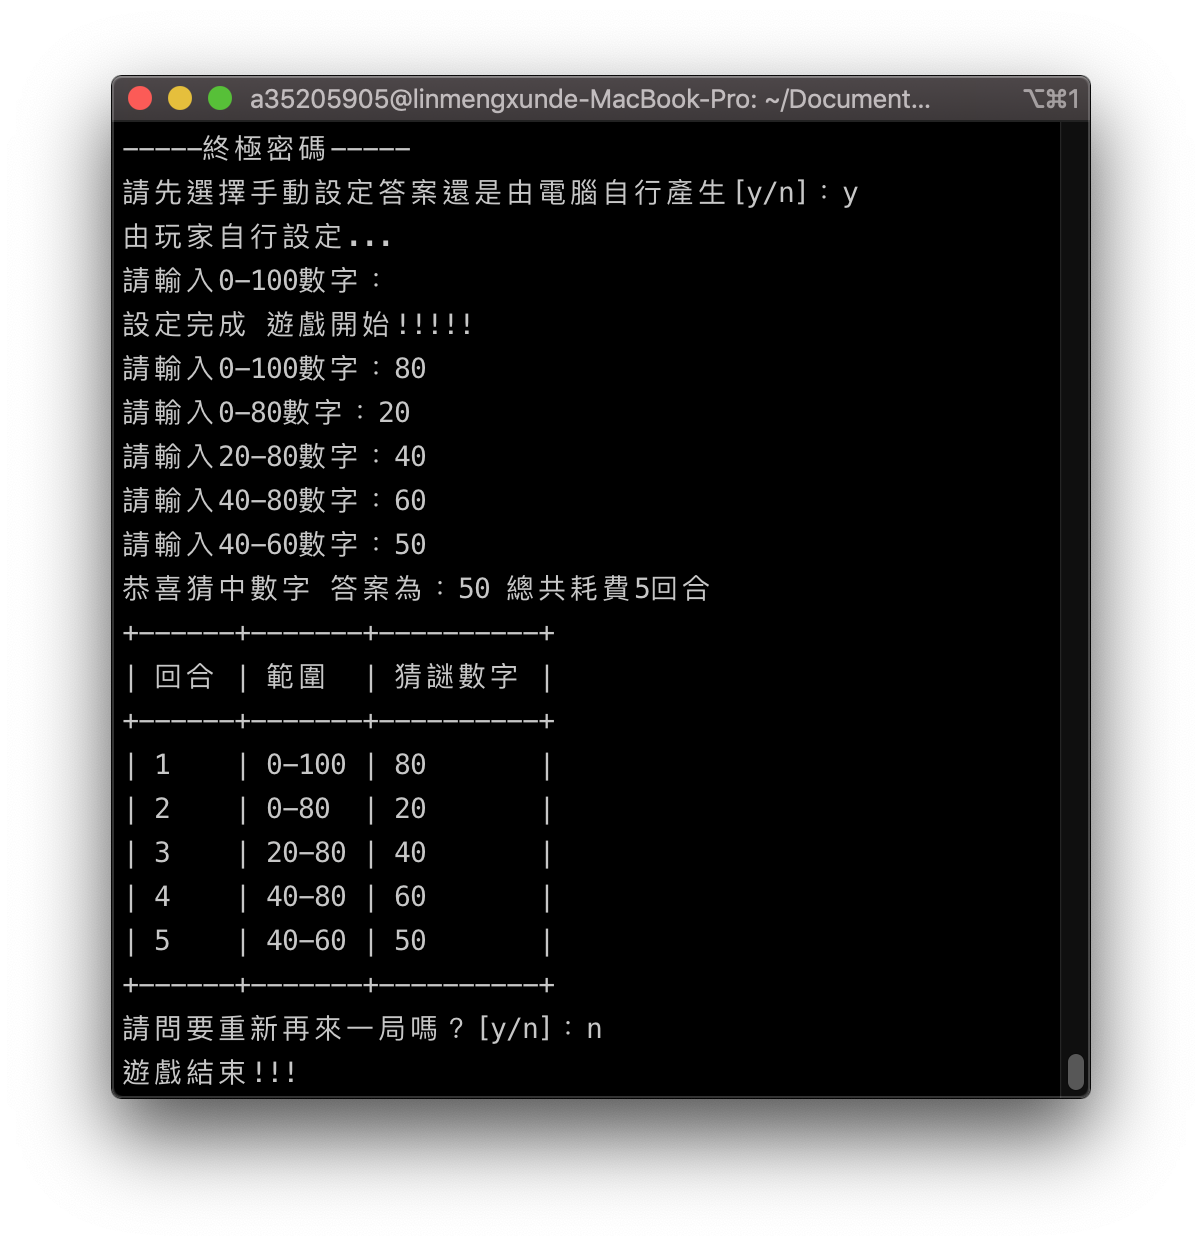 a35205905@linmengxunde-MacBook-Pro: ~/Document... ⌥⌘1
-----終極密碼-----
請先選擇手動設定答案還是由電腦自行產生[y/n]：y
由玩家自行設定...
請輸入0-100數字：
設定完成 遊戲開始!!!!!
請輸入0-100數字：80
請輸入0-80數字：20
請輸入20-80數字：40
請輸入40-80數字：60
請輸入40-60數字：50
恭喜猜中數字 答案為：50 總共耗費5回合
+------+-------+----------+
| 回合 | 範圍  | 猜謎數字 |
+------+-------+----------+
| 1    | 0-100 | 80       |
| 2    | 0-80  | 20       |
| 3    | 20-80 | 40       |
| 4    | 40-80 | 60       |
| 5    | 40-60 | 50       |
+------+-------+----------+
請問要重新再來一局嗎？[y/n]：n
遊戲結束!!!